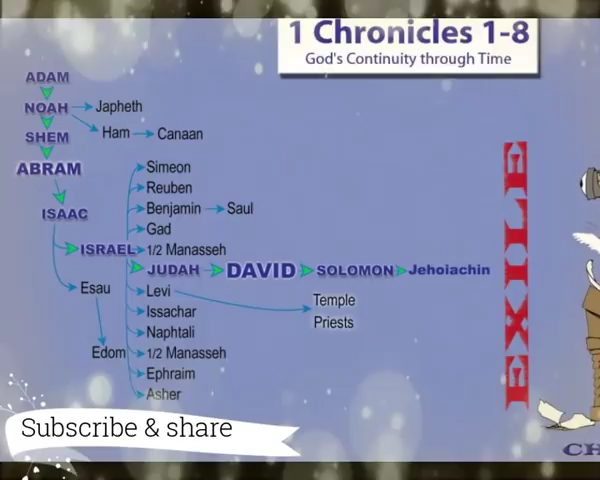 1 Chronicles 1-8
God's Continuity through Time
ADAM
NOAH Japheth
Ham Canaan
SHEM
ABRAM
Simeon
Reuben
ISAAC Benjamin Saul
Gad
ISRAEL 1/2 Manasseh
JUDAH DAVID SOLOMON Jehoiachin
Esau Levi Temple
Issachar Priests
Naphtali
Edom 1/2 Manasseh
Ephraim
Asher
EXILE
Subscribe & share